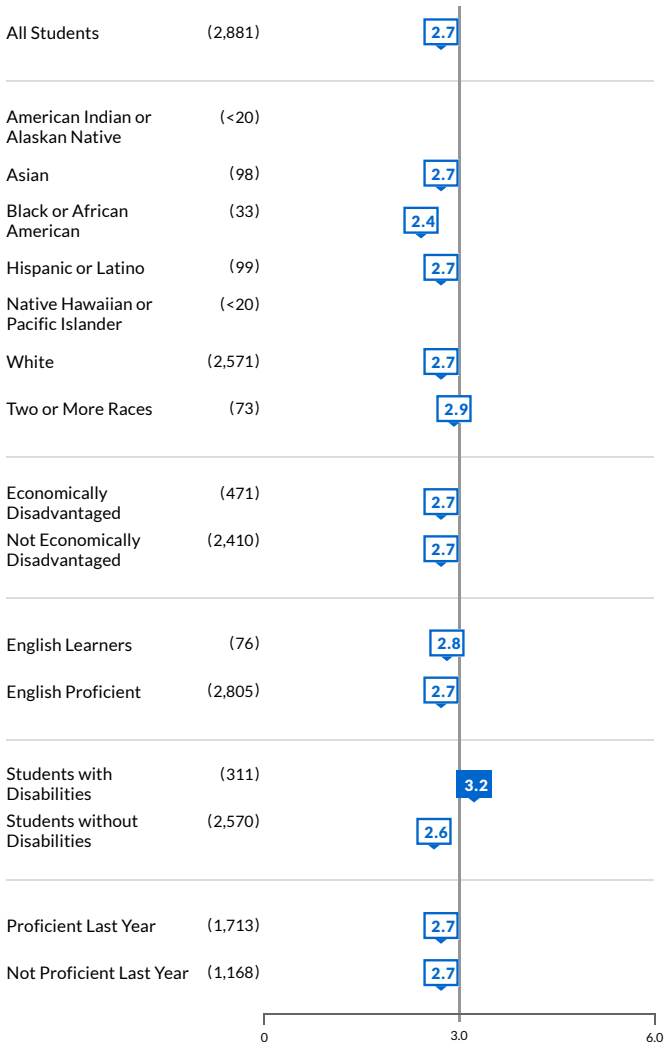 All Students (2,881) 2.7
American Indian or (<20)
Alaskan Native
Asian (98) 2.7
Black or African (33) 2.4
American
Hispanic or Latino (99) 2.7
Native Hawaiian or (<20)
Pacific Islander
White (2,571) 2.7
Two or More Races (73) 2.9
Economically (471) 2.7
Disadvantaged
Not Economically (2,410) 2.7
Disadvantaged
English Learners (76) 2.8
English Proficient (2,805) 2.7
Students with (311) 3.2
Disabilities
Students without (2,570) 2.6
Disabilities
Proficient Last Year (1,713) 2.7
Not Proficient Last Year (1,168) 2.7
0 3.0 6.0